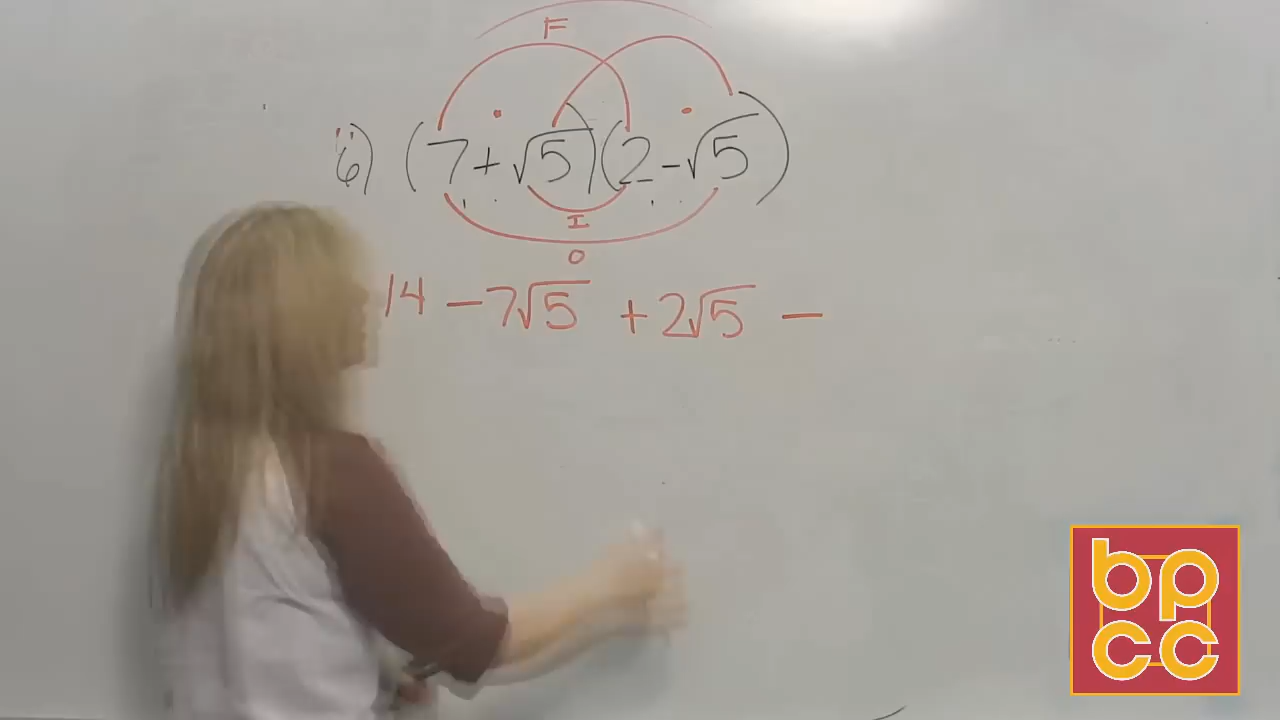 F
6) (7+√5)(2-√5)
I
O
14 - 7√5 + 2√5 -
bp
cc